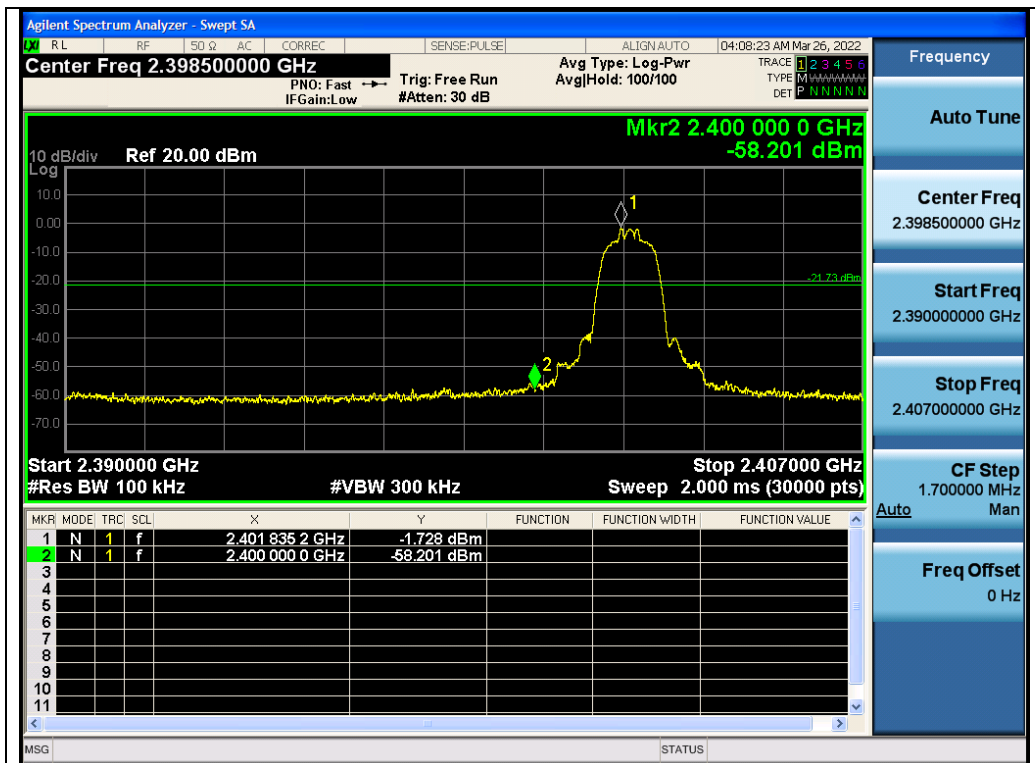 Agilent Spectrum Analyzer - Swept SA
LXI RL RF 50 Ω AC CORREC SENSE:PULSE ALIGN AUTO 04:08:23 AM Mar 26, 2022
Center Freq 2.398500000 GHz
PNO: Fast
IFGain:Low
Trig: Free Run
#Atten: 30 dB
Avg Type: Log-Pwr
Avg|Hold: 100/100
TRACE 1 2 3 4 5 6
TYPE M
DET P N N N N N
Mkr2 2.400 000 0 GHz
-58.201 dBm
10 dB/div Ref 20.00 dBm
Log
10.0
0.00
-10.0
-20.0
-30.0
-40.0
-50.0
-60.0
-70.0
1
-21.73 dBm
2
Start 2.390000 GHz Stop 2.407000 GHz
#Res BW 100 kHz #VBW 300 kHz Sweep 2.000 ms (30000 pts)
MKR MODE TRC SCL X Y FUNCTION FUNCTION WIDTH FUNCTION VALUE
1 N 1 f 2.401 835 2 GHz -1.728 dBm
2 N 1 f 2.400 000 0 GHz -58.201 dBm
3
4
5
6
7
8
9
10
11
MSG STATUS
Frequency
Auto Tune
Center Freq
2.398500000 GHz
Start Freq
2.390000000 GHz
Stop Freq
2.407000000 GHz
CF Step
1.700000 MHz
Auto Man
Freq Offset
0 Hz